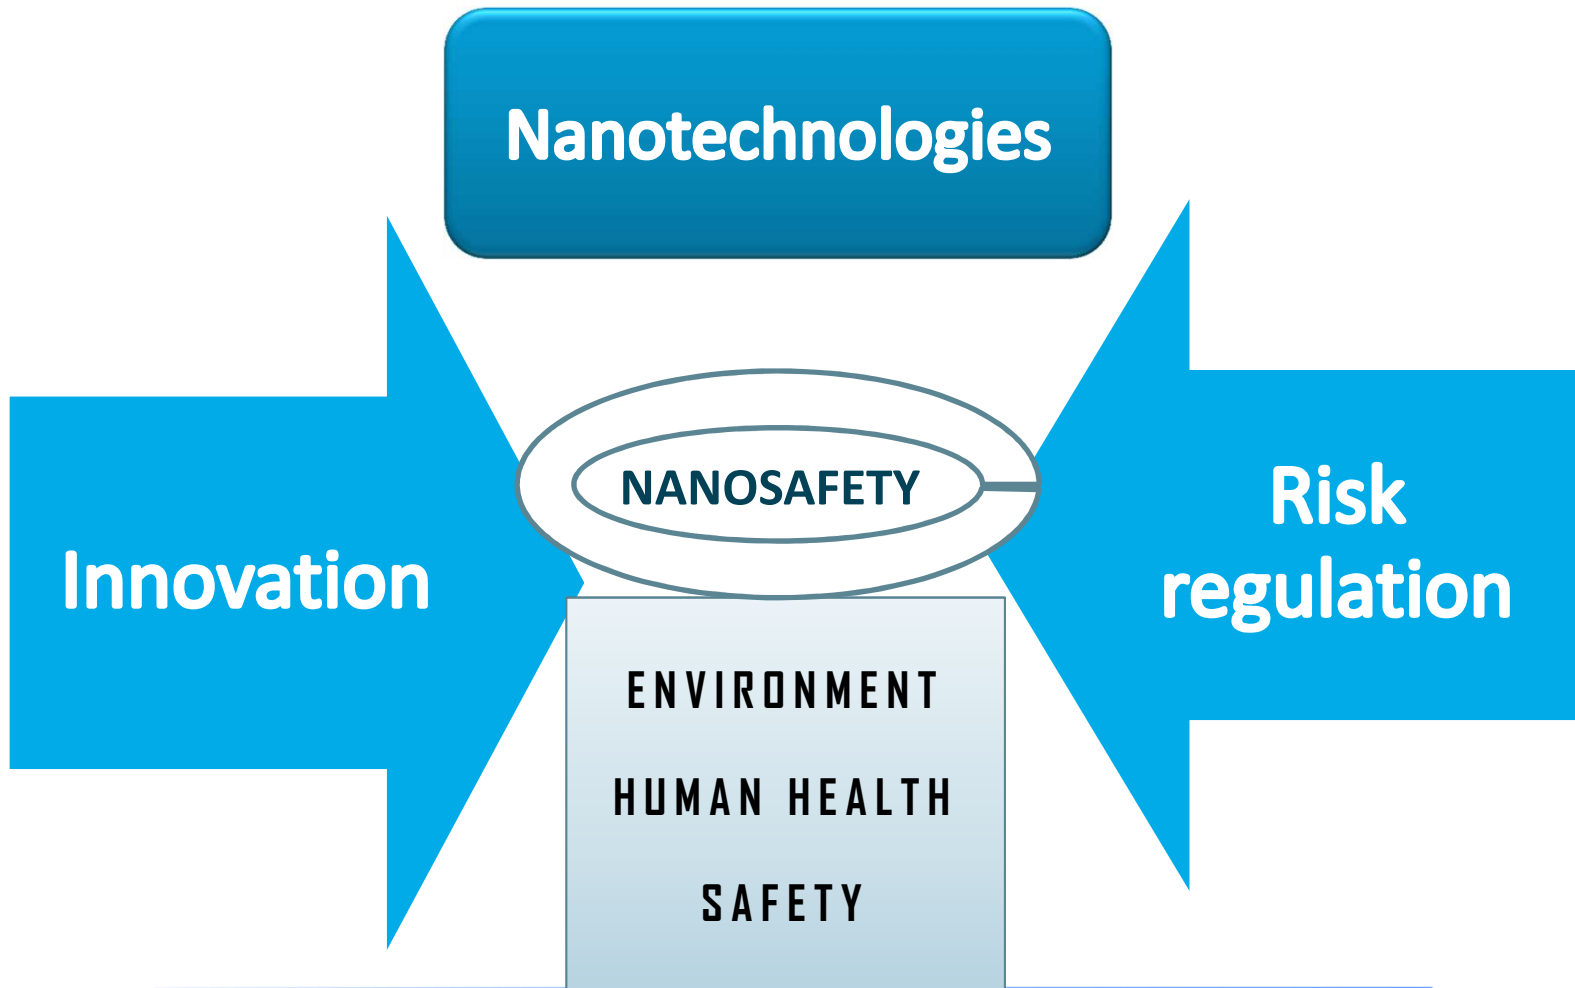 Nanotechnologies
Innovation
NANOSAFETY
Risk
regulation
ENVIRONMENT
HUMAN HEALTH
SAFETY